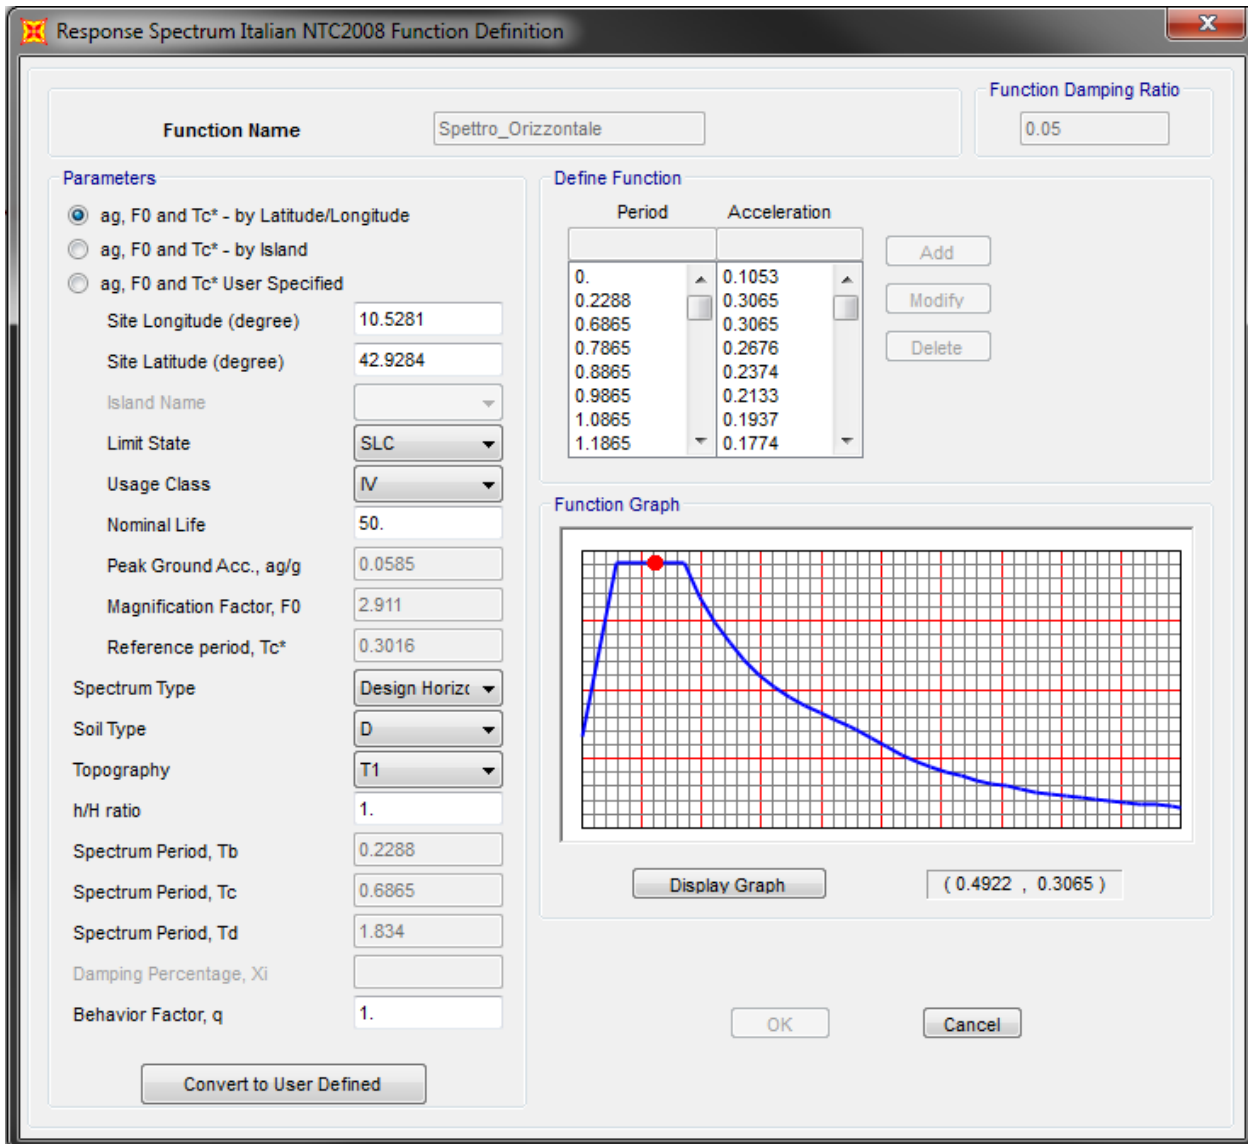 Response Spectrum Italian NTC2008 Function Definition
Function Damping Ratio
Function Name
Spettro_Orizzontale
0.05
Parameters
ag, F0 and Tc* - by Latitude/Longitude
ag, F0 and Tc* - by Island
ag, F0 and Tc* User Specified
Site Longitude (degree) 10.5281
Site Latitude (degree) 42.9284
Island Name
Limit State SLC
Usage Class IV
Nominal Life 50.
Peak Ground Acc., ag/g 0.0585
Magnification Factor, F0 2.911
Reference period, Tc* 0.3016
Spectrum Type Design Horizo
Soil Type D
Topography T1
h/H ratio 1.
Spectrum Period, Tb 0.2288
Spectrum Period, Tc 0.6865
Spectrum Period, Td 1.834
Damping Percentage, Xi
Behavior Factor, q 1.
Convert to User Defined
Define Function
Period Acceleration
0. 0.1053
0.2288 0.3065
0.6865 0.3065
0.7865 0.2676
0.8865 0.2374
0.9865 0.2133
1.0865 0.1937
1.1865 0.1774
Add
Modify
Delete
Function Graph
Display Graph
( 0.4922 , 0.3065 )
OK
Cancel